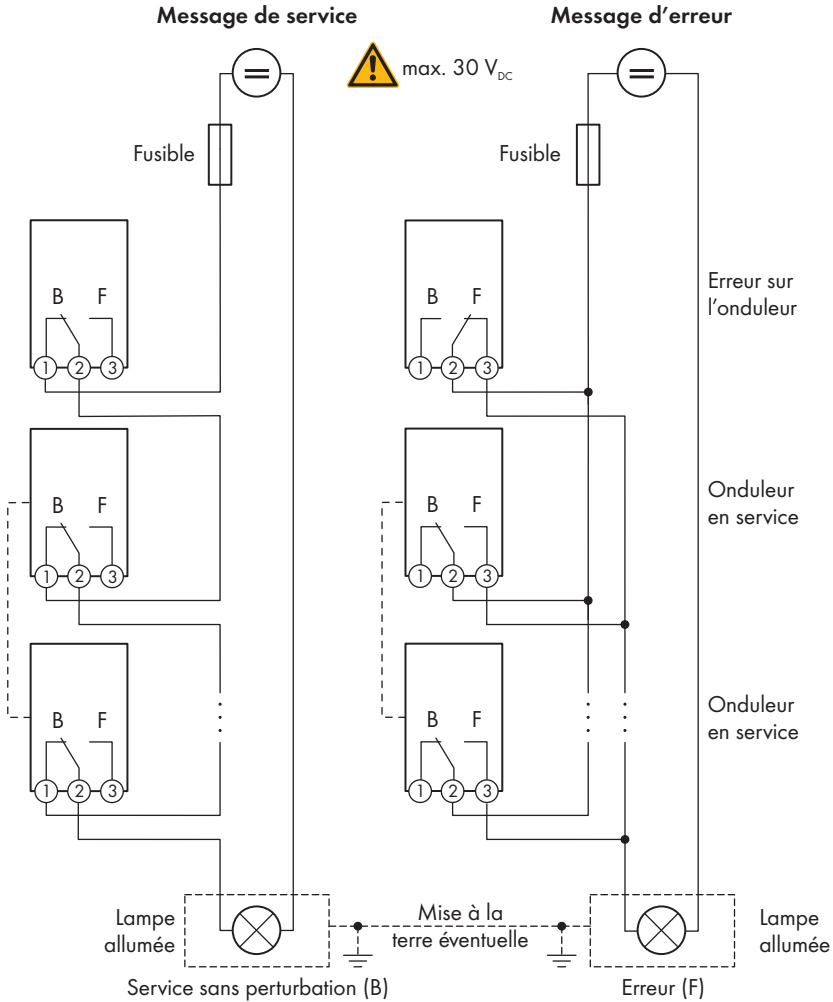 Message de service
Message d'erreur
max. 30 V_DC
Fusible
Fusible
B F
1 2 3
B F
1 2 3
Erreur sur
l'onduleur
B F
1 2 3
B F
1 2 3
Onduleur
en service
B F
1 2 3
B F
1 2 3
Onduleur
en service
Lampe
allumée
Mise à la
terre éventuelle
Lampe
allumée
Service sans perturbation (B)
Erreur (F)